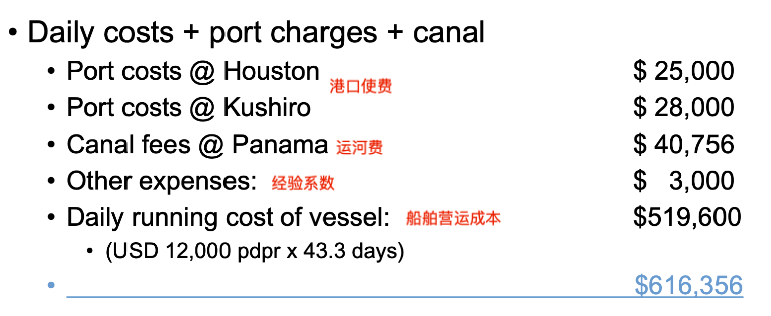 • Daily costs + port charges + canal
• Port costs @ Houston 港口使费 $ 25,000
• Port costs @ Kushiro $ 28,000
• Canal fees @ Panama 运河费 $ 40,756
• Other expenses: 经验系数 $ 3,000
• Daily running cost of vessel: 船舶营运成本 $519,600
• (USD 12,000 pdpr x 43.3 days)
• $616,356